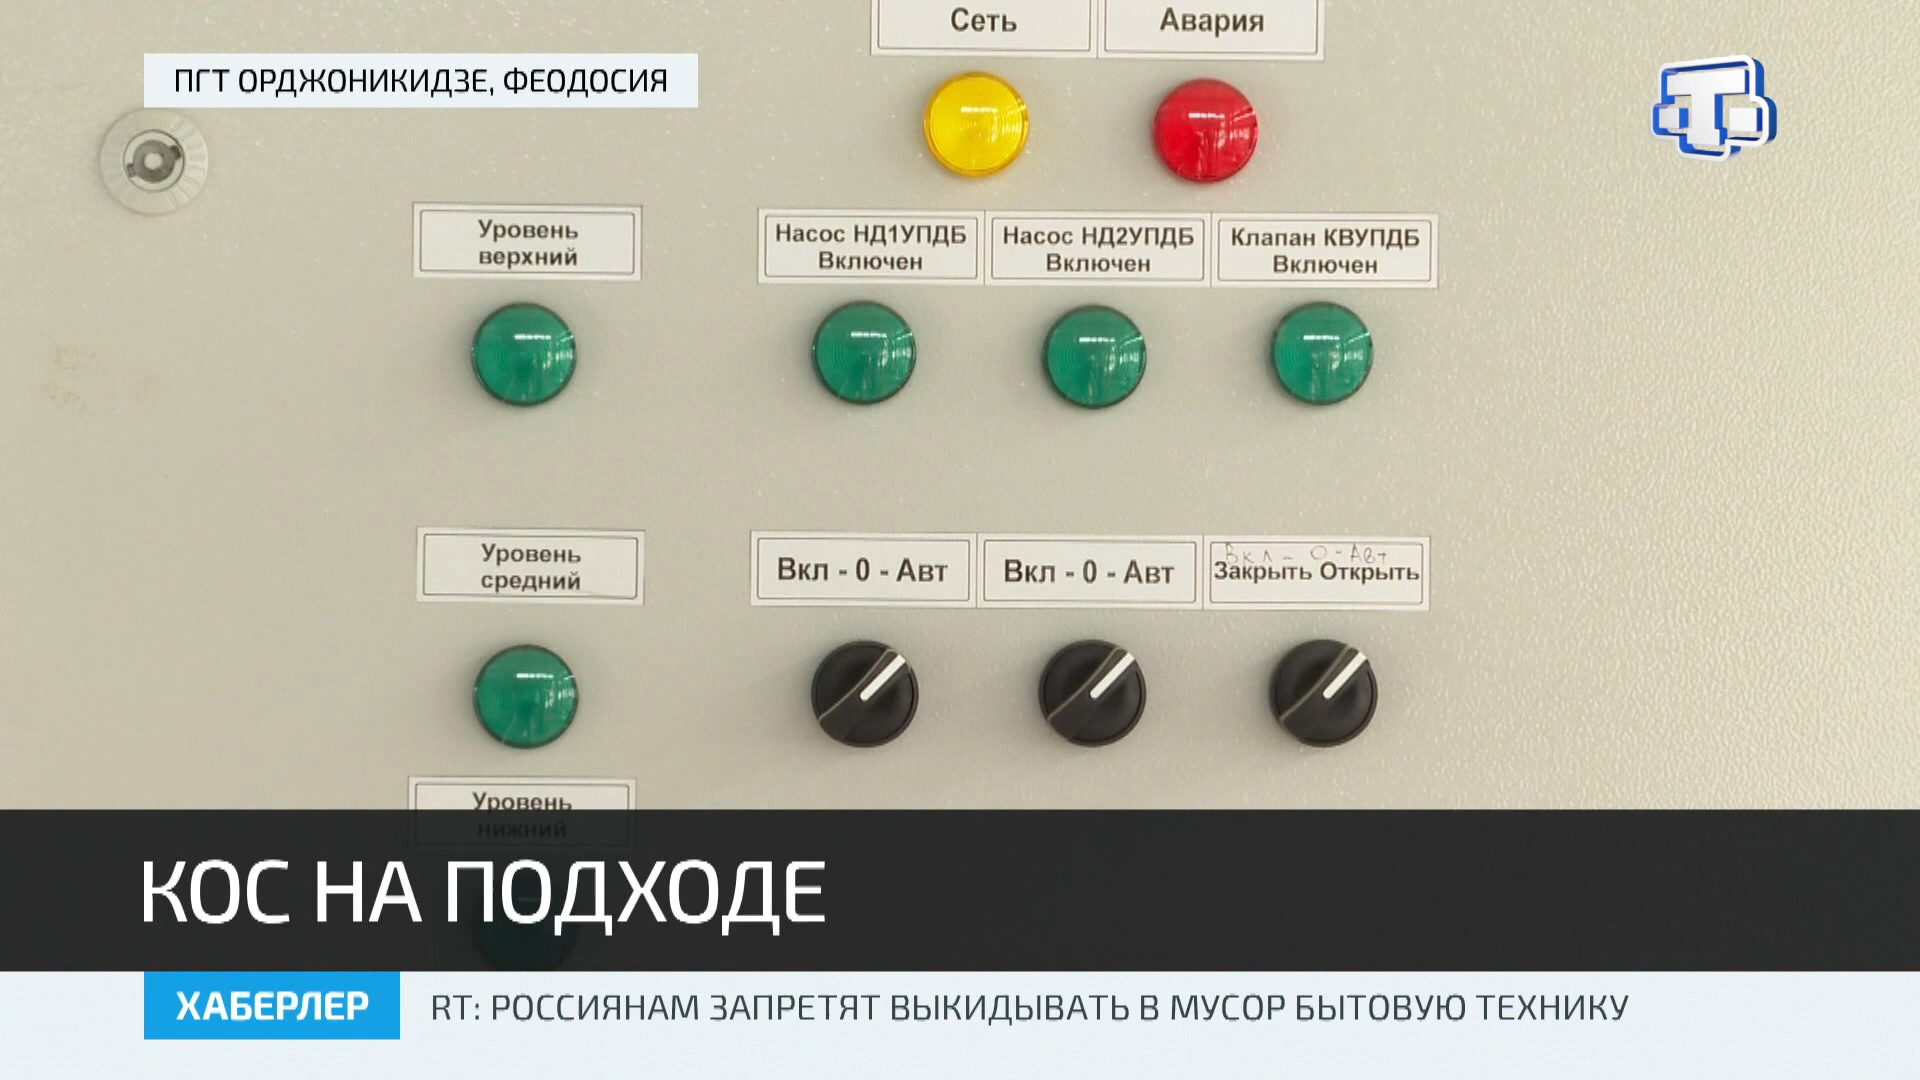 Сеть
Авария
ПГТ ОРДЖОНИКИДЗЕ, ФЕОДОСИЯ
Уровень
верхний
Насос НД1УПДБ
Включен
Насос НД2УПДБ
Включен
Клапан КВУПДБ
Включен
Уровень
средний
Вкл - 0 - Авт
Вкл - 0 - Авт
Вкл - 0 - Авт
Закрыть Открыть
Уровень
нижний
КОС НА ПОДХОДЕ
ХАБЕРЛЕР
RT: РОССИЯНАМ ЗАПРЕТЯТ ВЫКИДЫВАТЬ В МУСОР БЫТОВУЮ ТЕХНИКУ